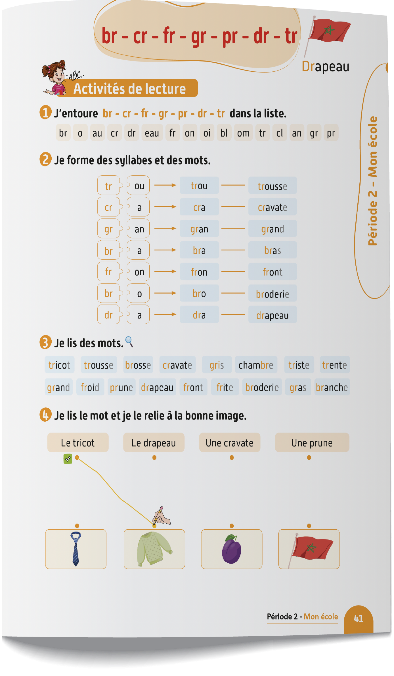 br - cr - fr - gr - pr - dr - tr
Drapeau
ABC
Activités de lecture
1 J'entoure br - cr - fr - gr - pr - dr - tr dans la liste.
br o au cr dr eau fr on oi bl om tr cl an gr pr
2 Je forme des syllabes et des mots.
tr ou trou trousse
cr a cra cravate
gr an gran grand
br a bra bras
fr on fron front
br o bro broderie
dr a dra drapeau
3 Je lis des mots.
tricot trousse brosse cravate gris chambre triste trente
grand froid prune drapeau front frite broderie gras branche
4 Je lis le mot et je le relie à la bonne image.
Le tricot Le drapeau Une cravate Une prune
Période 2 - Mon école
Période 2 - Mon école 41